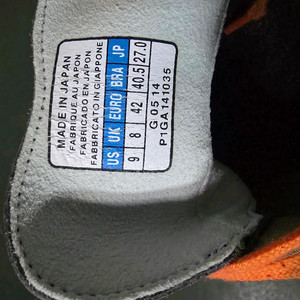 MADE IN JAPAN
FABRIQUE AU JAPON
FABRICADO EN JAPON
FABBRICATO IN GIAPPONE
US UK EURO BRA JP
9 8 42 40.5 27.0
G 05 14
P1GA141035